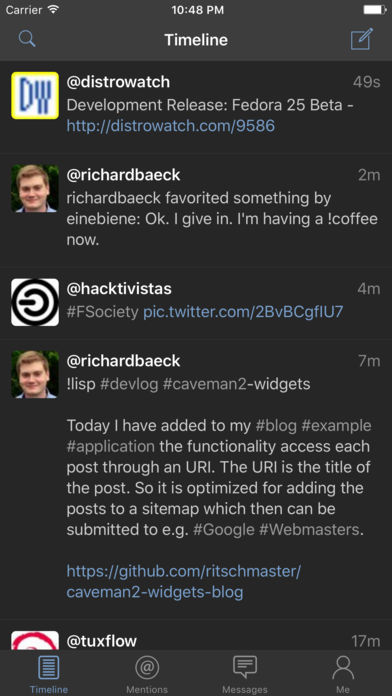 Carrier 10:48 PM
Timeline
@distrowatch 49s
Development Release: Fedora 25 Beta -
http://distrowatch.com/9586
@richardbaeck 2m
richardbaeck favorited something by
einebiene: Ok. I give in. I'm having a !coffee
now.
@hacktivistas 4m
#FSociety pic.twitter.com/2BvBCgflU7
@richardbaeck 7m
!lisp #devlog #caveman2-widgets
Today I have added to my #blog #example
#application the functionality access each
post through an URI. The URI is the title of
the post. So it is optimized for adding the
posts to a sitemap which then can be
submitted to e.g. #Google #Webmasters.
https://github.com/ritschmaster/
caveman2-widgets-blog
@tuxflow 17m
Timeline Mentions Messages Me